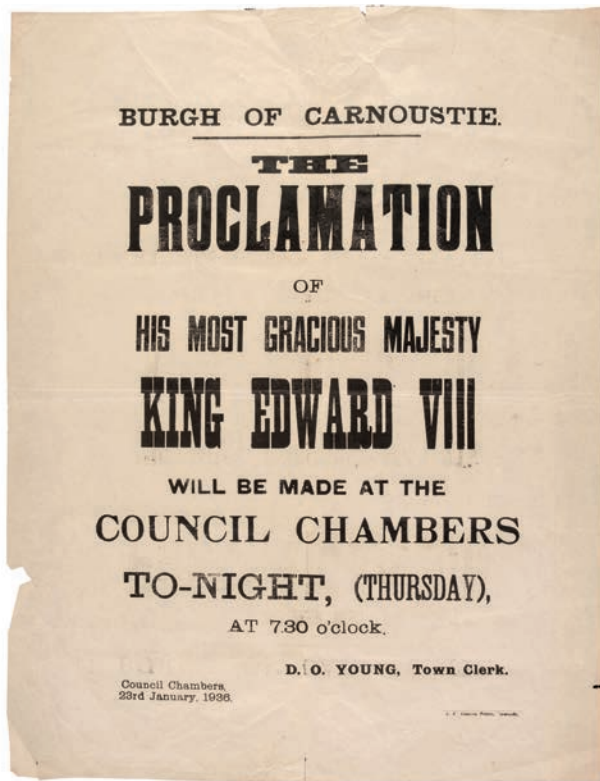 BURGH OF CARNOUSTIE.
THE
PROCLAMATION
OF
HIS MOST GRACIOUS MAJESTY
KING EDWARD VIII
WILL BE MADE AT THE
COUNCIL CHAMBERS
TO-NIGHT, (THURSDAY),
AT 7.30 o'clock.
D. O. YOUNG, Town Clerk.
Council Chambers,
23rd January, 1936.